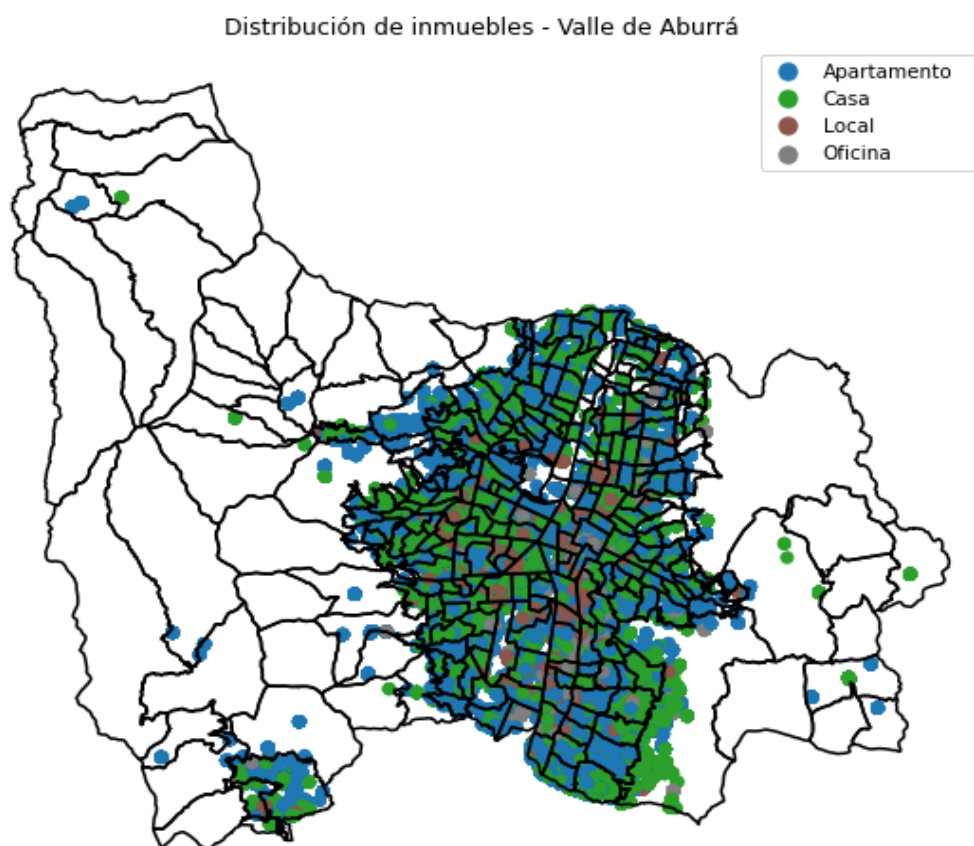 Distribución de inmuebles - Valle de Aburrá
Apartamento
Casa
Local
Oficina